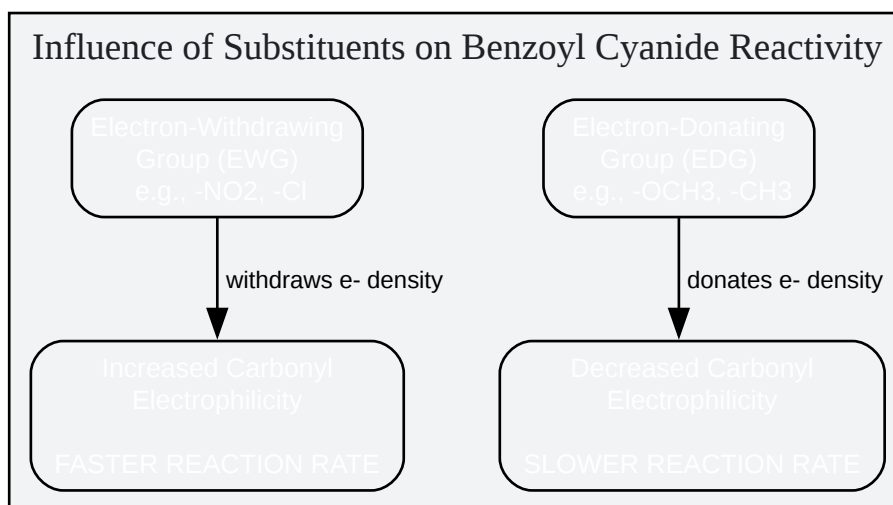 Influence of Substituents on Benzoyl Cyanide Reactivity
Electron-Withdrawing
Group (EWG)
e.g., -NO2, -Cl
Electron-Donating
Group (EDG)
e.g., -OCH3, -CH3
withdraws e- density
donates e- density
Increased Carbonyl
Electrophilicity
FASTER REACTION RATE
Decreased Carbonyl
Electrophilicity
SLOWER REACTION RATE